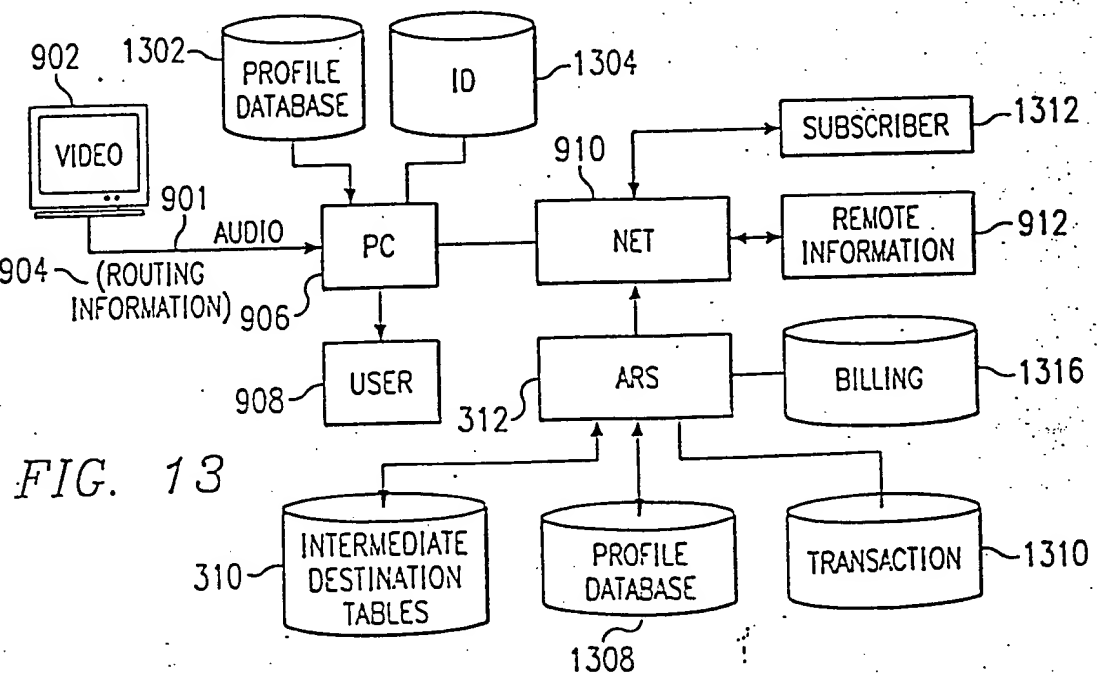 1302
PROFILE
DATABASE
ID
1304
902
VIDEO
901
AUDIO
904
(ROUTING
INFORMATION)
PC
906
USER
908
910
NET
SUBSCRIBER
1312
REMOTE
INFORMATION
912
ARS
312
BILLING
1316
FIG. 13
310
INTERMEDIATE
DESTINATION
TABLES
PROFILE
DATABASE
1308
TRANSACTION
1310